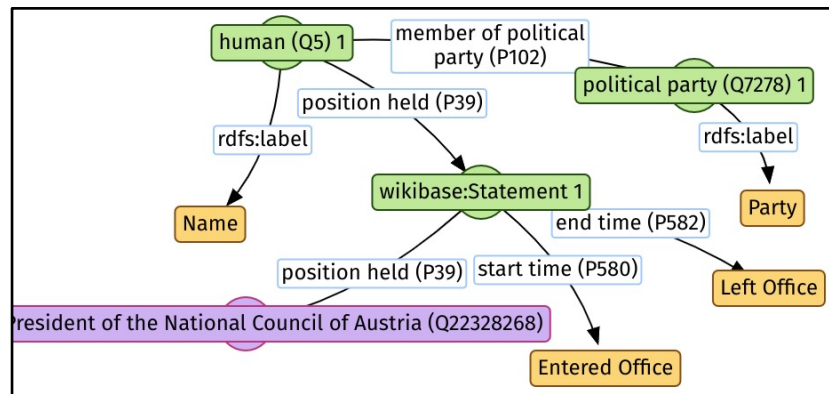 human (Q5) 1
member of political
party (P102)
political party (Q7278) 1
position held (P39)
rdfs:label
rdfs:label
wikibase:Statement 1
Name
Party
end time (P582)
position held (P39)
start time (P580)
Left Office
President of the National Council of Austria (Q22328268)
Entered Office